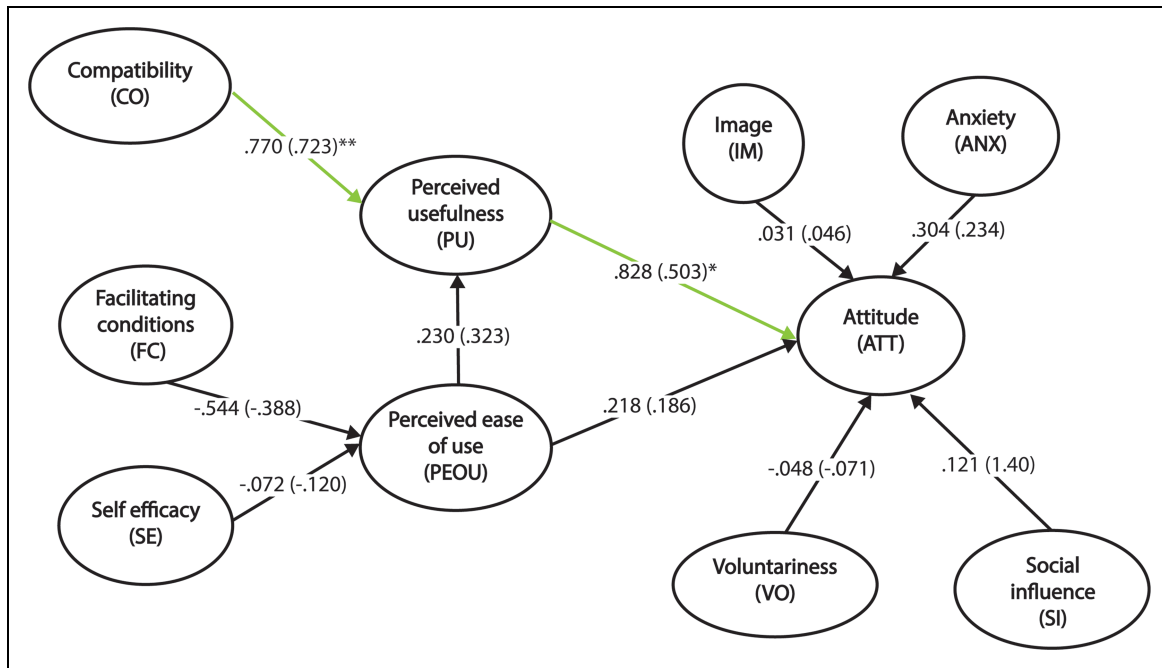 Compatibility
(CO)
.770 (.723)**
Perceived
usefulness
(PU)
Image
(IM)
Anxiety
(ANX)
.031 (.046)
.304 (.234)
.828 (.503)*
Facilitating
conditions
(FC)
.230 (.323)
Attitude
(ATT)
-.544 (-.388)
.218 (.186)
Perceived ease
of use
(PEOU)
-.072 (-.120)
Self efficacy
(SE)
-.048 (-.071)
.121 (1.40)
Voluntariness
(VO)
Social
influence
(SI)